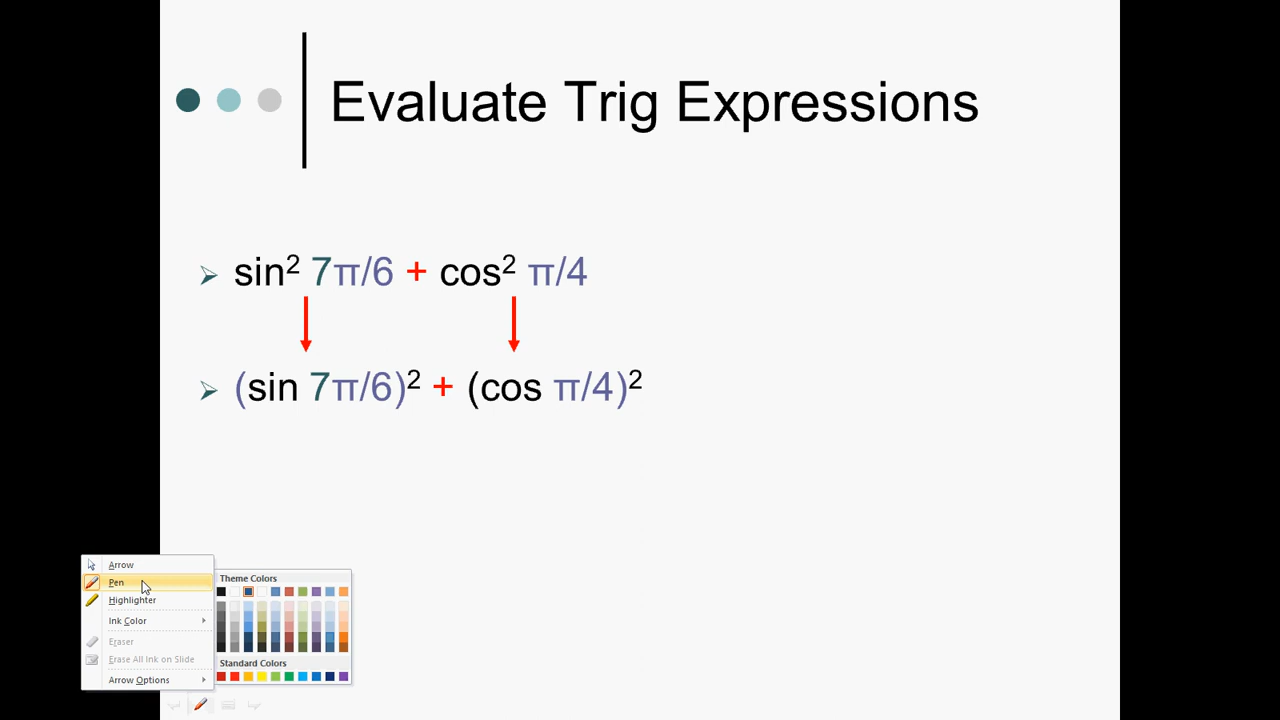 Evaluate Trig Expressions
➢ sin² 7π/6 + cos² π/4
➢ (sin 7π/6)² + (cos π/4)²
Arrow
Pen
Highlighter
Ink Color
Eraser
Erase All Ink on Slide
Arrow Options
Theme Colors
Standard Colors